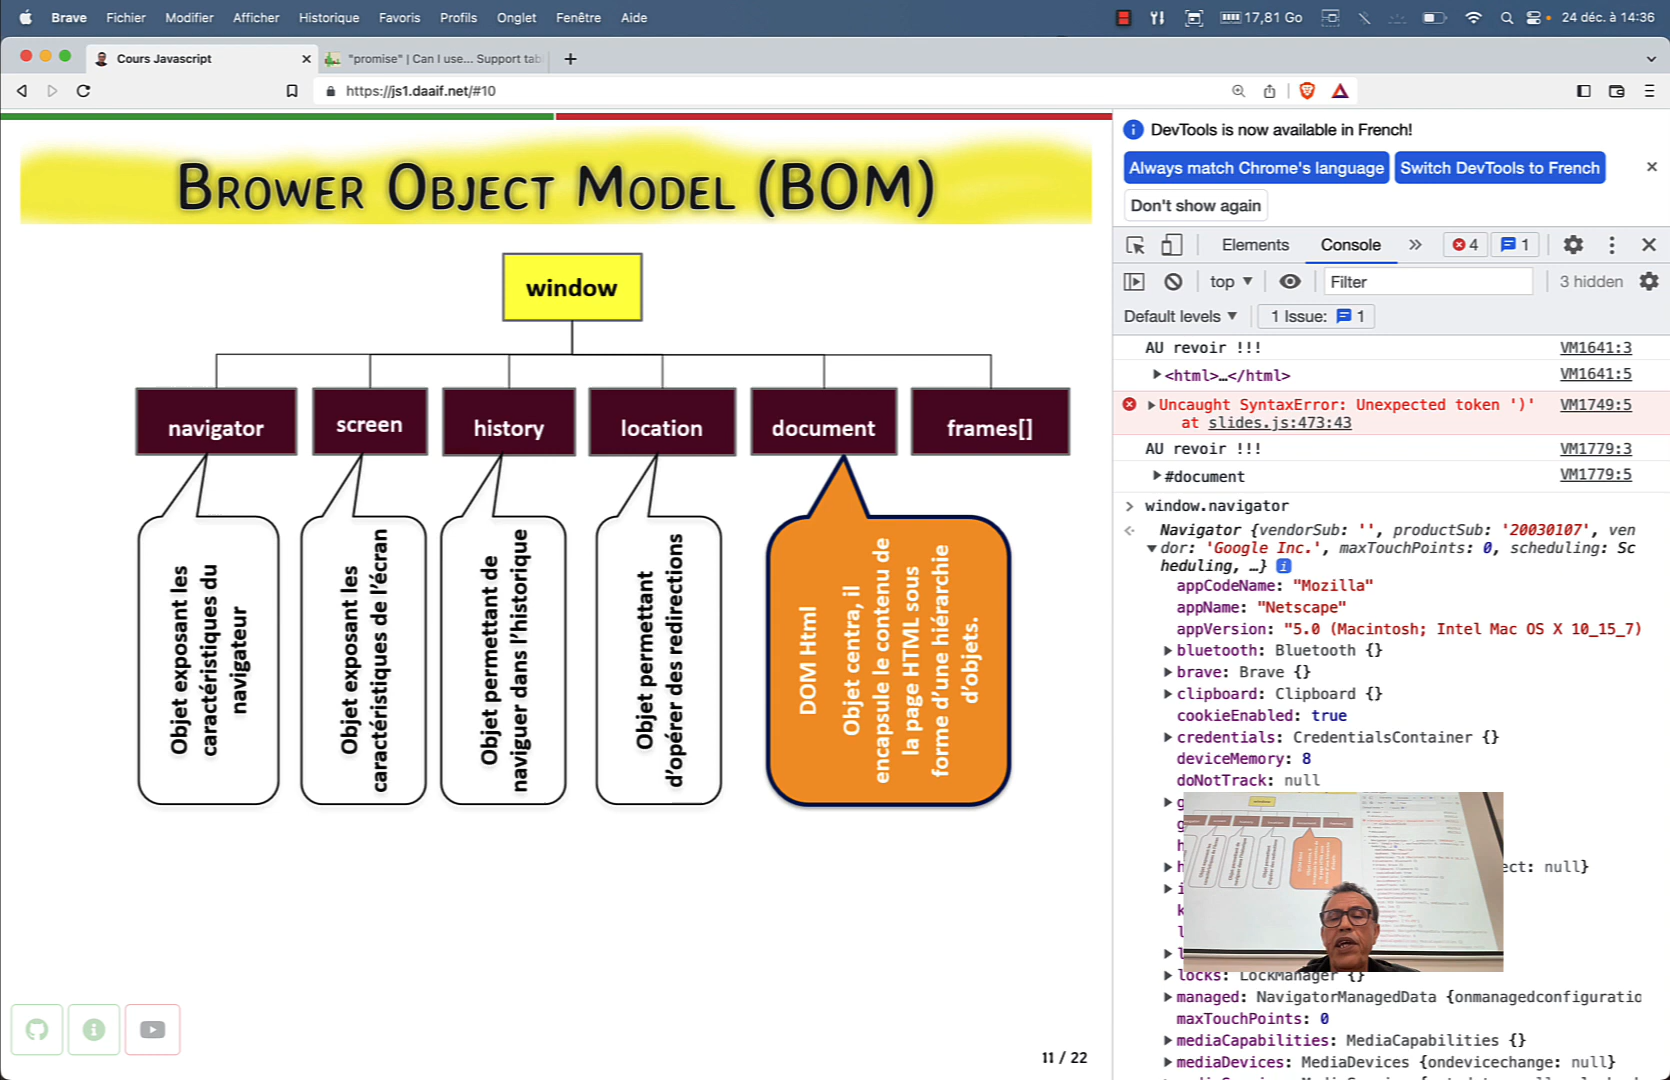 Brave Fichier Modifier Afficher Historique Favoris Profils Onglet Fenêtre Aide
17,81 Go
24 déc. à 14:36
Cours Javascript
"promise" | Can I use... Support tab
https://js1.daaif.net/#10
BROWER OBJECT MODEL (BOM)
window
navigator
screen
history
location
document
frames[]
Objet exposant les
caractéristiques du
navigateur
Objet exposant les
caractéristiques de l'écran
Objet permettant de
naviguer dans l'historique
Objet permettant
d'opérer des redirections
DOM Html
Objet centra, il
encapsule le contenu de
la page HTML sous
forme d'une hiérarchie
d'objets.
11 / 22
DevTools is now available in French!
Always match Chrome's language
Switch DevTools to French
Don't show again
Elements Console
4
1
top
Filter
3 hidden
Default levels
1 Issue: 1
AU revoir !!! VM1641:3
<html>…</html> VM1641:5
Uncaught SyntaxError: Unexpected token ')' VM1749:5
at slides.js:473:43
AU revoir !!! VM1779:3
#document VM1779:5
window.navigator
Navigator {vendorSub: '', productSub: '20030107', ven
dor: 'Google Inc.', maxTouchPoints: 0, scheduling: Sc
heduling, …}
appCodeName: "Mozilla"
appName: "Netscape"
appVersion: "5.0 (Macintosh; Intel Mac OS X 10_15_7)
bluetooth: Bluetooth {}
brave: Brave {}
clipboard: Clipboard {}
cookieEnabled: true
credentials: CredentialsContainer {}
deviceMemory: 8
doNotTrack: null
ect: null}
locks: LockManager {}
managed: NavigatorManagedData {onmanagedconfiguratio
maxTouchPoints: 0
mediaCapabilities: MediaCapabilities {}
mediaDevices: MediaDevices {ondevicechange: null}